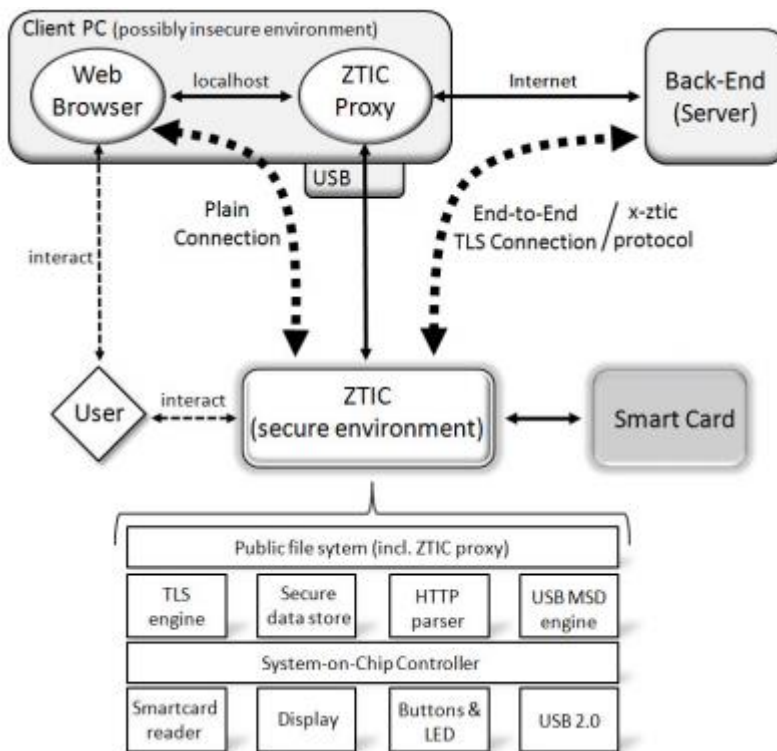 Client PC (possibly insecure environment)
Web
Browser
localhost
ZTIC
Proxy
Internet
Back-End
(Server)
USB
Plain
Connection
End-to-End
TLS Connection
/ x-ztic
protocol
interact
User
interact
ZTIC
(secure environment)
Smart Card
Public file sytem (incl. ZTIC proxy)
TLS
engine
Secure
data store
HTTP
parser
USB MSD
engine
System-on-Chip Controller
Smartcard
reader
Display
Buttons &
LED
USB 2.0